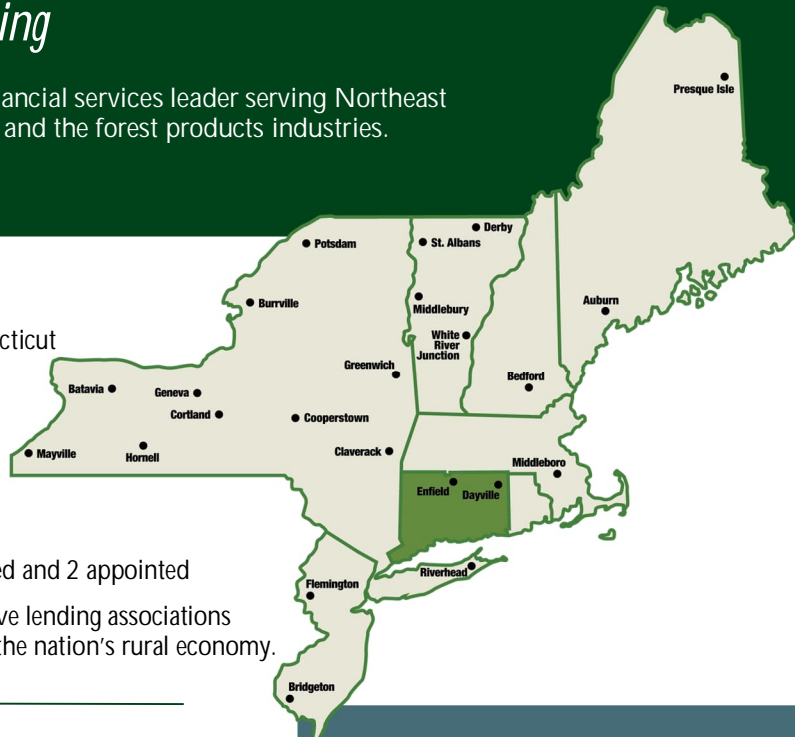 ing
ancial services leader serving Northeast
and the forest products industries.
Presque Isle
Derby
Potsdam
St. Albans
Burrville
Middlebury
Auburn
cticut
White
River
Junction
Greenwich
Bedford
Batavia
Geneva
Cortland
Cooperstown
Mayville
Hornell
Claverack
Middleboro
Enfield
Dayville
ed and 2 appointed
Riverhead
Flemington
ve lending associations
the nation's rural economy.
Bridgeton